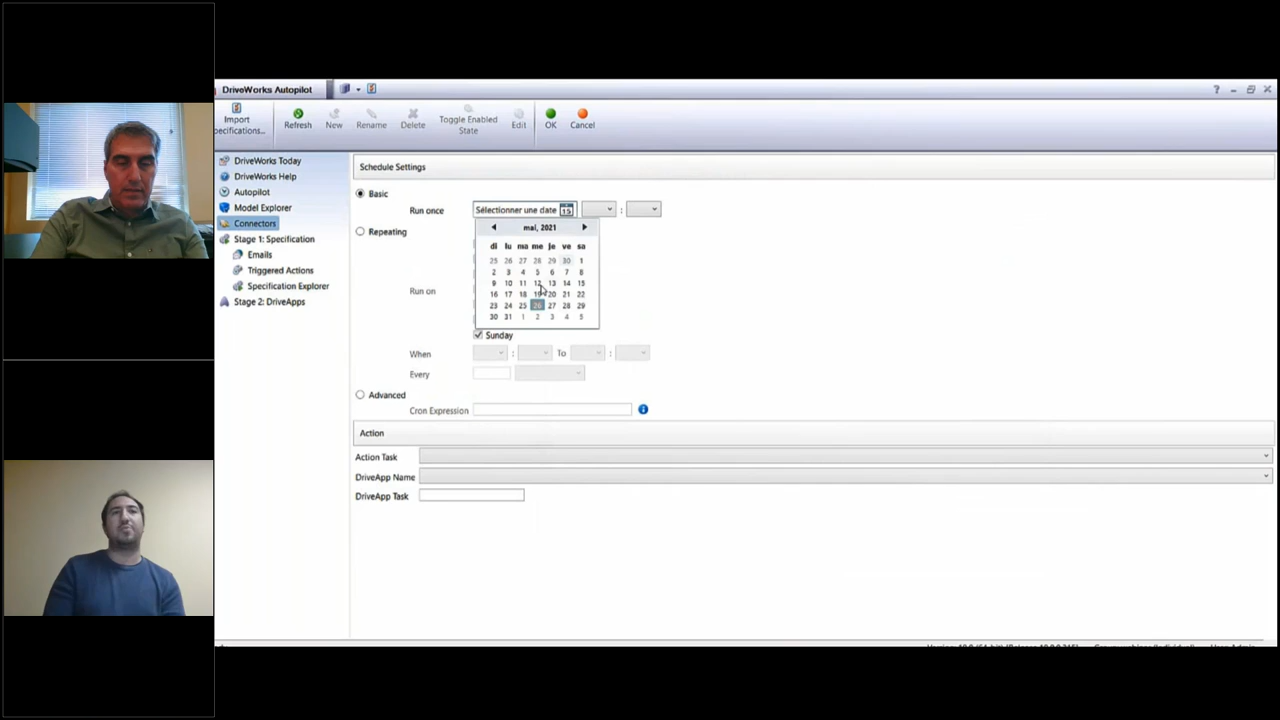 DriveWorks Autopilot
Import
Refresh New Rename Delete Toggle Enabled Edit OK Cancel
pecifications... State
DriveWorks Today
DriveWorks Help
Autopilot
Model Explorer
Connectors
Stage 1: Specification
Emails
Triggered Actions
Specification Explorer
Stage 2: DriveApps
Schedule Settings
Basic
Run once Sélectionner une date 15 :
mai, 2021
di lu ma me je ve sa
25 26 27 28 29 30 1
2 3 4 5 6 7 8
9 10 11 12 13 14 15
16 17 18 19 20 21 22
23 24 25 26 27 28 29
30 31 1 2 3 4 5
Repeating
Run on
Sunday
When : To :
Every
Advanced
Cron Expression
Action
Action Task
DriveApp Name
DriveApp Task